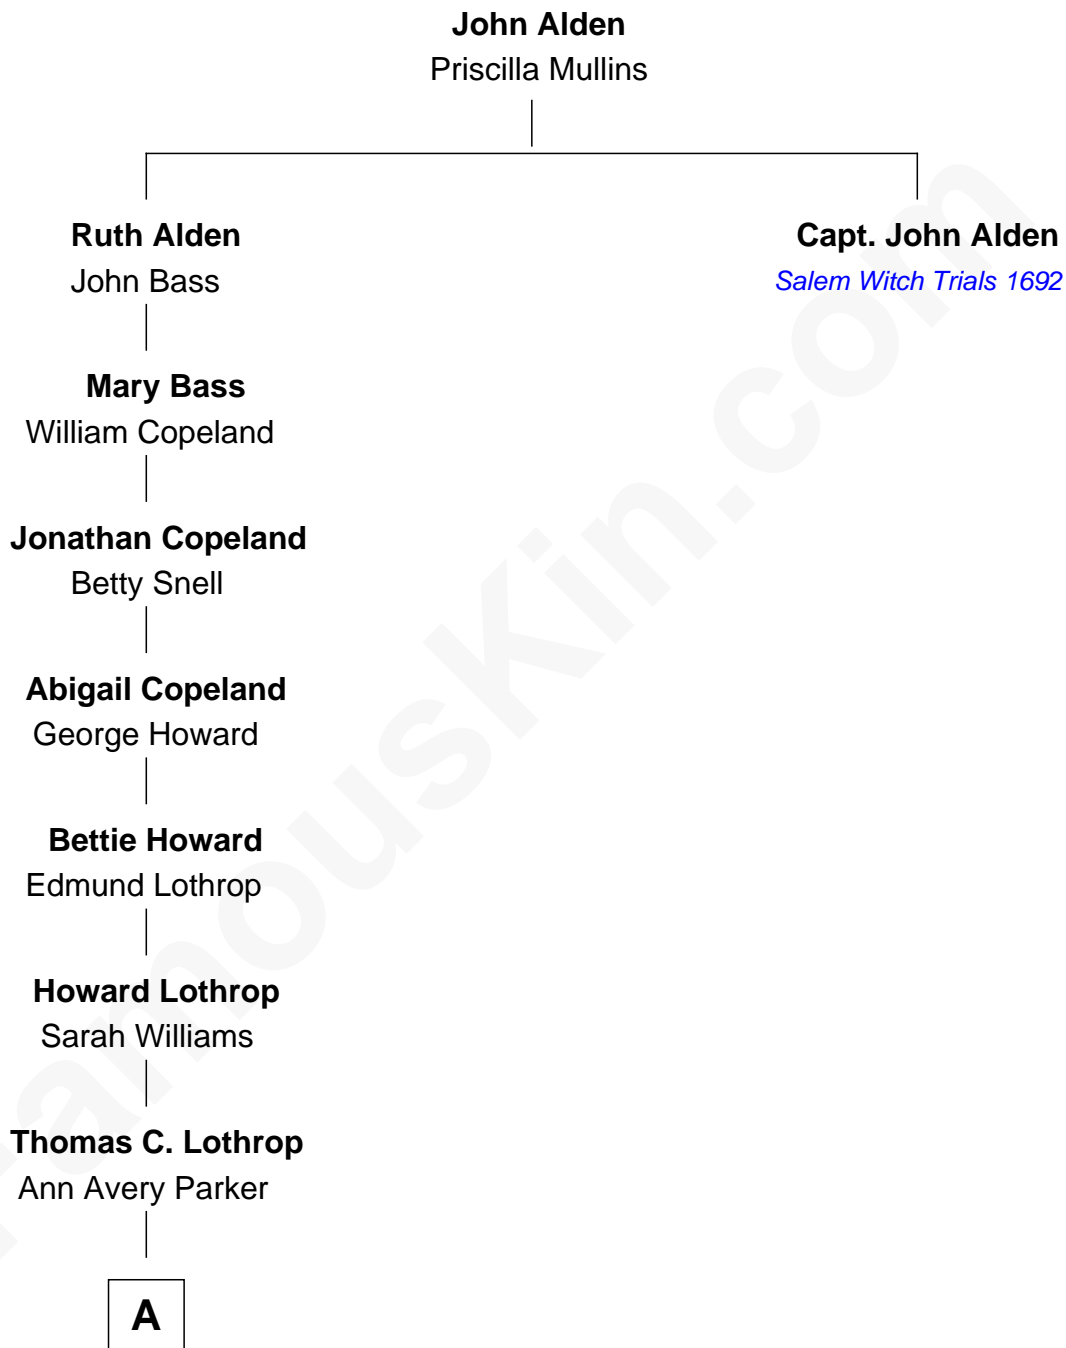 John Alden
Priscilla Mullins
Ruth Alden
John Bass
Capt. John Alden
Salem Witch Trials 1692
Mary Bass
William Copeland
Jonathan Copeland
Betty Snell
Abigail Copeland
George Howard
Bettie Howard
Edmund Lothrop
Howard Lothrop
Sarah Williams
Thomas C. Lothrop
Ann Avery Parker
A
FamousKin.com